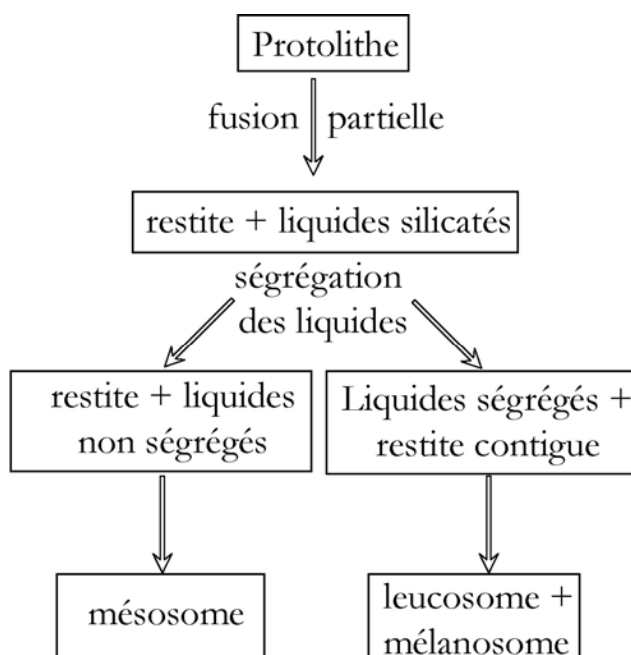 Protolithe
fusion partielle
restite + liquides silicatés
ségrégation
des liquides
restite + liquides
non ségrégés
Liquides ségrégés +
restite contigue
mésosome
leucosome +
mélanosome